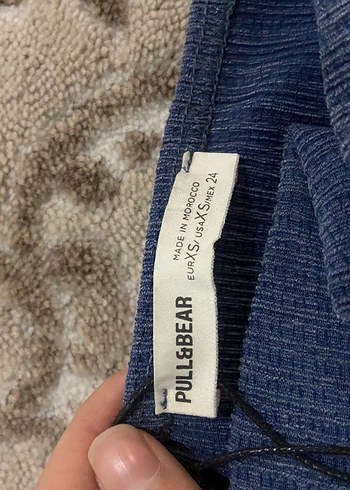 PULL&BEAR
MADE IN MOROCCO
EUR XS/ USA XS/MEX 24